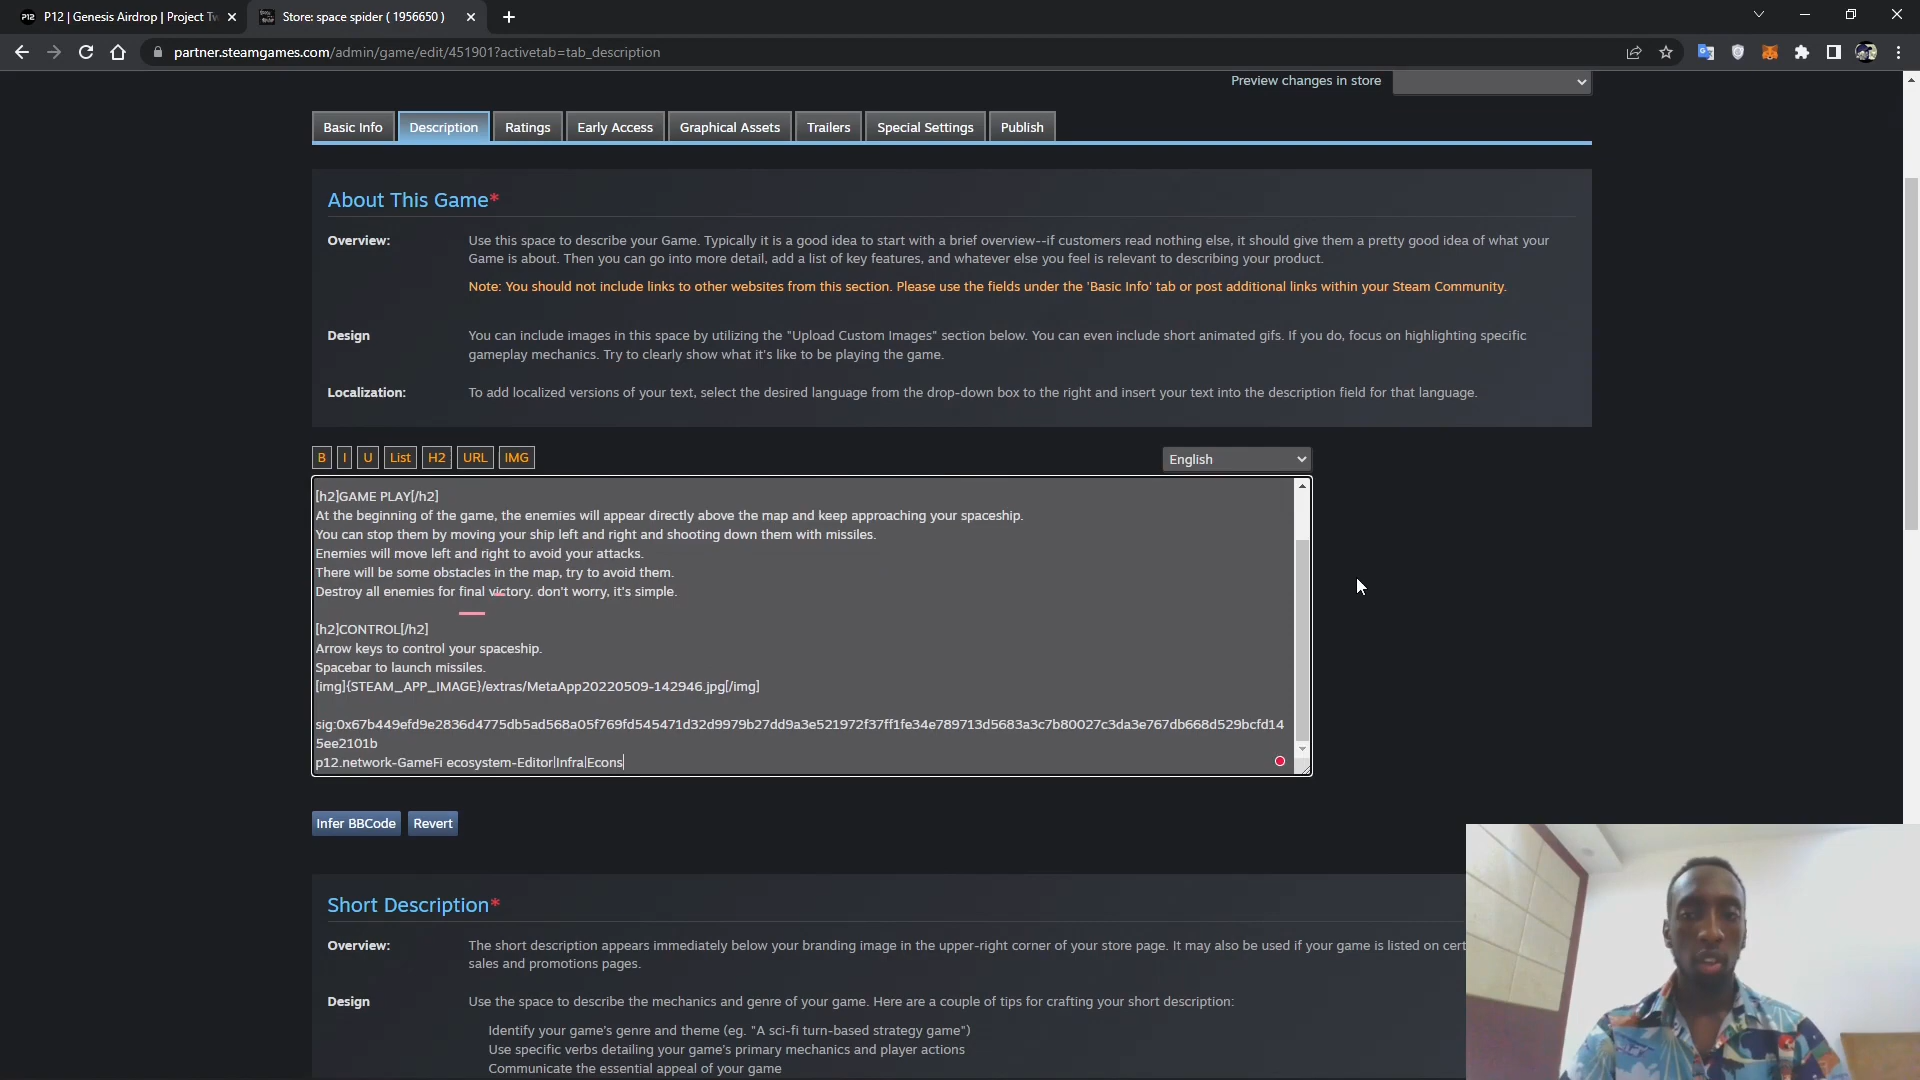 P12 | Genesis Airdrop | Project Tw
Store: space spider ( 1956650 )
partner.steamgames.com/admin/game/edit/451901?activetab=tab_description
Preview changes in store
Basic Info
Description
Ratings
Early Access
Graphical Assets
Trailers
Special Settings
Publish
About This Game*
Overview:
Use this space to describe your Game. Typically it is a good idea to start with a brief overview--if customers read nothing else, it should give them a pretty good idea of what your
Game is about. Then you can go into more detail, add a list of key features, and whatever else you feel is relevant to describing your product.
Note: You should not include links to other websites from this section. Please use the fields under the 'Basic Info' tab or post additional links within your Steam Community.
Design
You can include images in this space by utilizing the "Upload Custom Images" section below. You can even include short animated gifs. If you do, focus on highlighting specific
gameplay mechanics. Try to clearly show what it's like to be playing the game.
Localization:
To add localized versions of your text, select the desired language from the drop-down box to the right and insert your text into the description field for that language.
B
I
U
List
H2
URL
IMG
English
[h2]GAME PLAY[/h2]
At the beginning of the game, the enemies will appear directly above the map and keep approaching your spaceship.
You can stop them by moving your ship left and right and shooting down them with missiles.
Enemies will move left and right to avoid your attacks.
There will be some obstacles in the map, try to avoid them.
Destroy all enemies for final victory. don't worry, it's simple.
[h2]CONTROL[/h2]
Arrow keys to control your spaceship.
Spacebar to launch missiles.
[img]{STEAM_APP_IMAGE}/extras/MetaApp20220509-142946.jpg[/img]
sig:0x67b449efd9e2836d4775db5ad568a05f769fd545471d32d9979b27dd9a3e521972f37ff1fe34e789713d5683a3c7b80027c3da3e767db668d529bcfd14
5ee2101b
p12.network-GameFi ecosystem-Editor|Infra|Econs
Infer BBCode
Revert
Short Description*
Overview:
The short description appears immediately below your branding image in the upper-right corner of your store page. It may also be used if your game is listed on cert
sales and promotions pages.
Design
Use the space to describe the mechanics and genre of your game. Here are a couple of tips for crafting your short description:
Identify your game's genre and theme (eg. "A sci-fi turn-based strategy game")
Use specific verbs detailing your game's primary mechanics and player actions
Communicate the essential appeal of your game